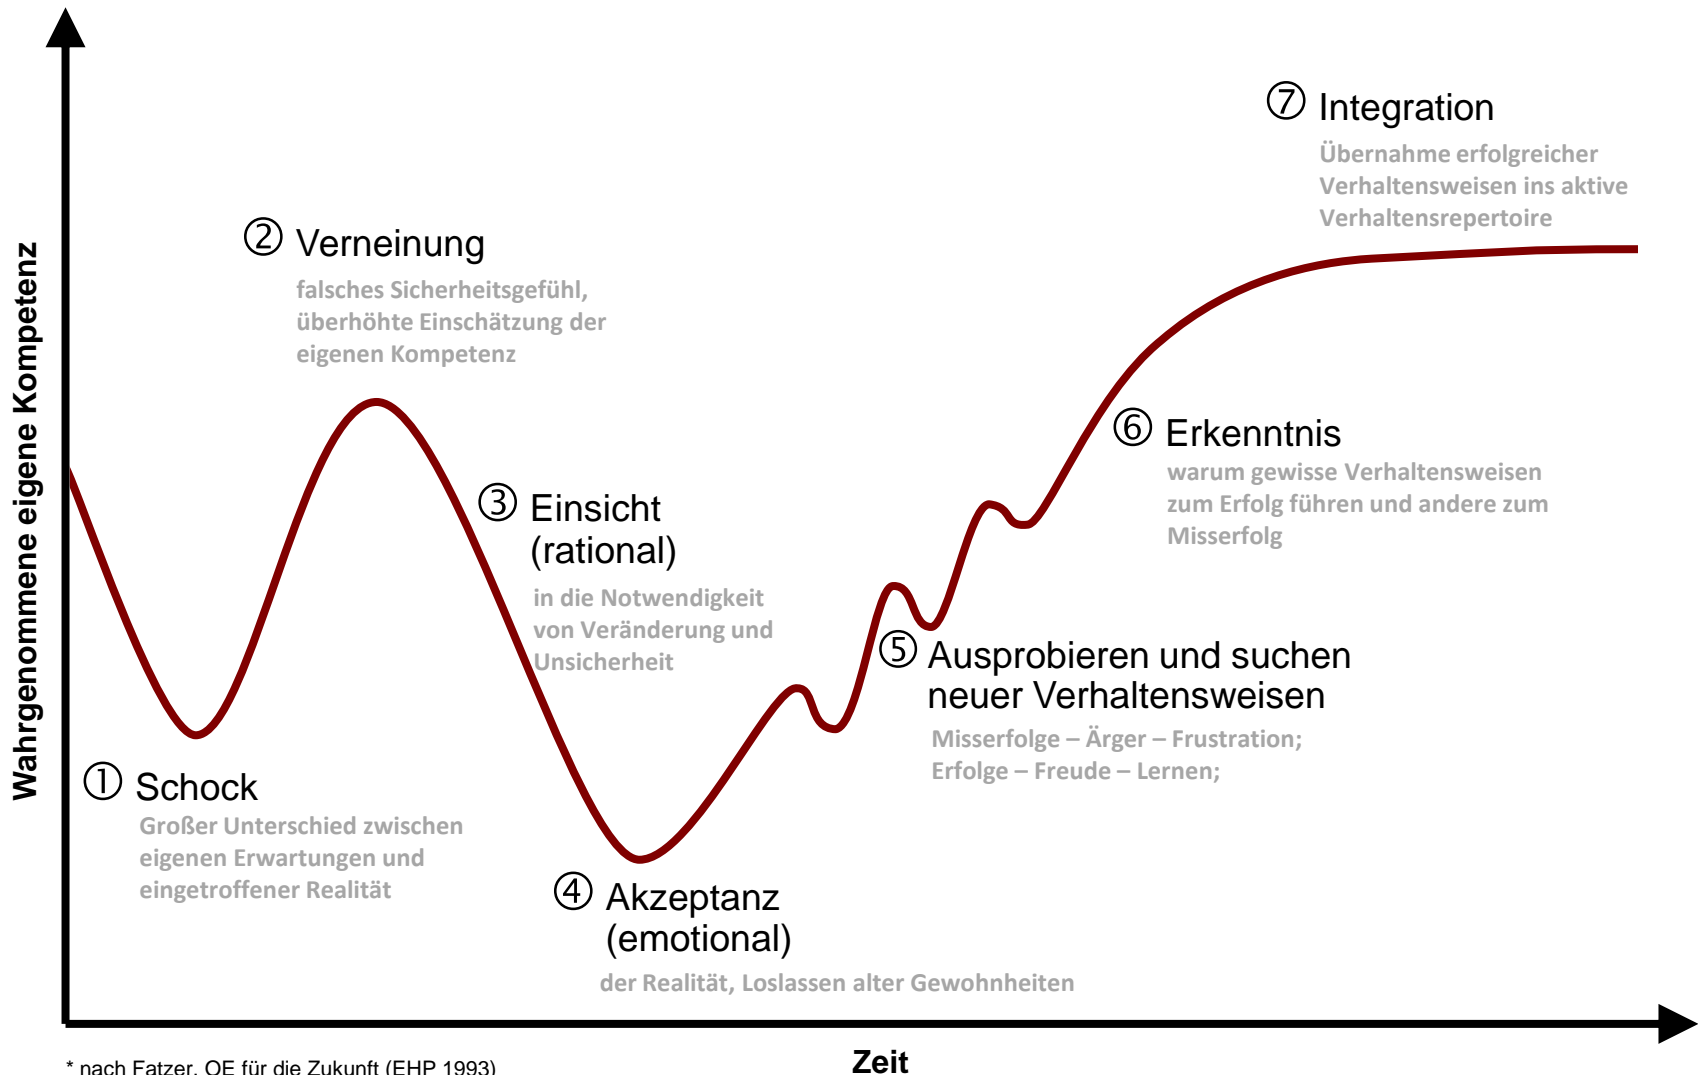 Wahrgenommene eigene Kompetenz
① Schock
Großer Unterschied zwischen
eigenen Erwartungen und
eingetroffener Realität
② Verneinung
falsches Sicherheitsgefühl,
überhöhte Einschätzung der
eigenen Kompetenz
③ Einsicht
(rational)
in die Notwendigkeit
von Veränderung und
Unsicherheit
④ Akzeptanz
(emotional)
der Realität, Loslassen alter Gewohnheiten
⑤ Ausprobieren und suchen
neuer Verhaltensweisen
Misserfolge – Ärger – Frustration;
Erfolge – Freude – Lernen;
⑥ Erkenntnis
warum gewisse Verhaltensweisen
zum Erfolg führen und andere zum
Misserfolg
⑦ Integration
Übernahme erfolgreicher
Verhaltensweisen ins aktive
Verhaltensrepertoire
Zeit
* nach Fatzer, OE für die Zukunft (EHP 1993)